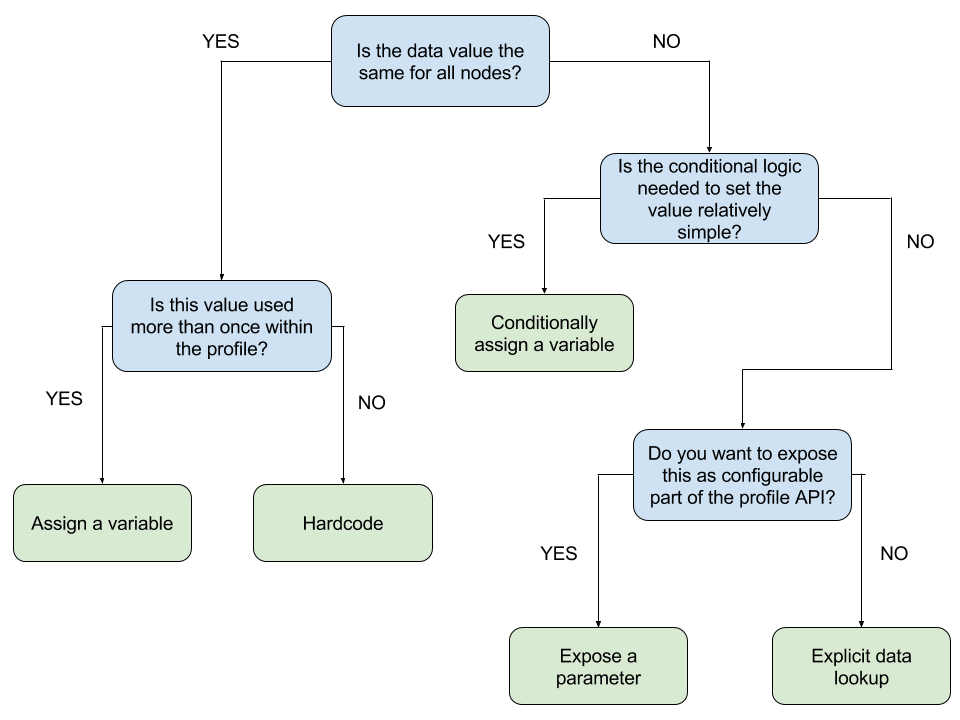 YES
Is the data value the
same for all nodes?
NO
Is the conditional logic
needed to set the
value relatively
simple?
YES
NO
Is this value used
more than once within
the profile?
Conditionally
assign a variable
YES
NO
Do you want to expose
this as configurable
part of the profile API?
Assign a variable
Hardcode
YES
NO
Expose a
parameter
Explicit data
lookup